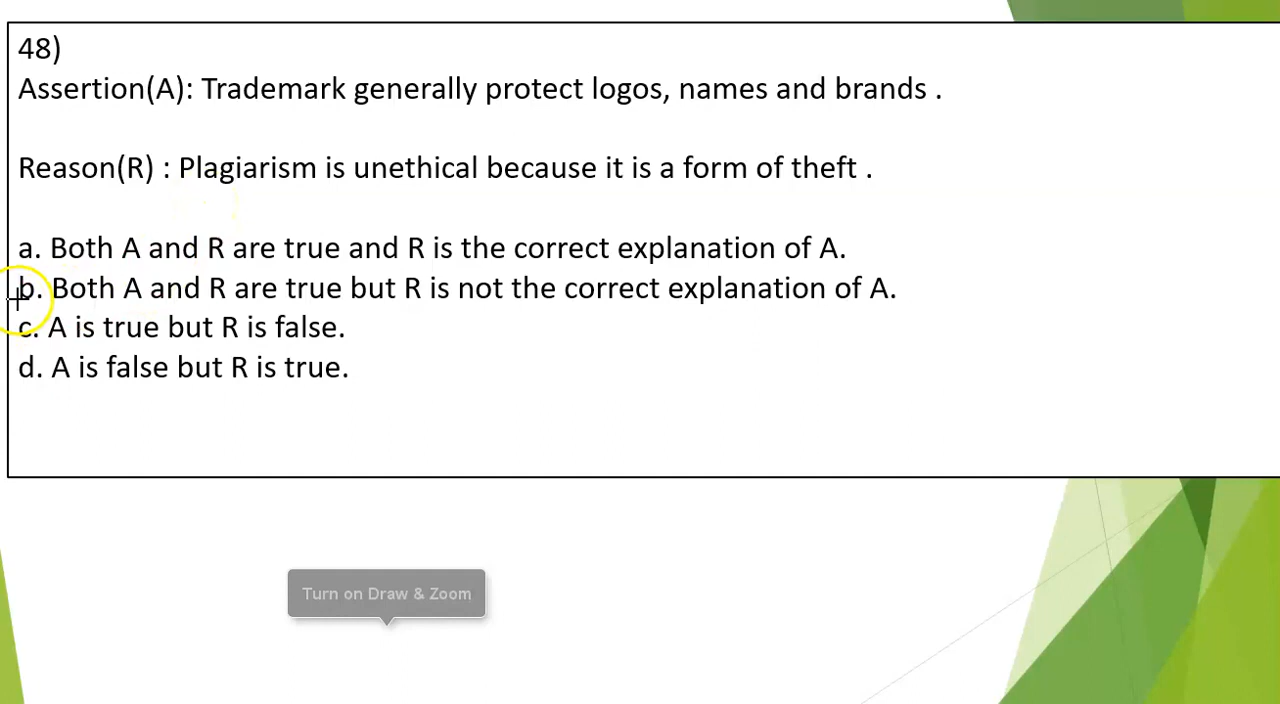 48)
Assertion(A): Trademark generally protect logos, names and brands .
Reason(R) : Plagiarism is unethical because it is a form of theft .
a. Both A and R are true and R is the correct explanation of A.
b. Both A and R are true but R is not the correct explanation of A.
c. A is true but R is false.
d. A is false but R is true.
Turn on Draw & Zoom